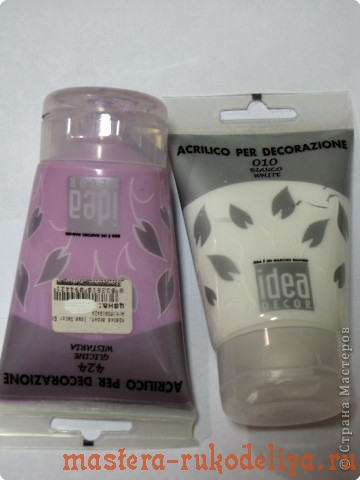 ACRILICO PER DECORAZIONE
010
BIANCO
WHITE
idea
DECOR
idea
DECOR
424
GLICINE
WISTARIA
ACRILICO PER DECORAZIONE
© Страна Мастеров
mastera-rukodeliya.ru